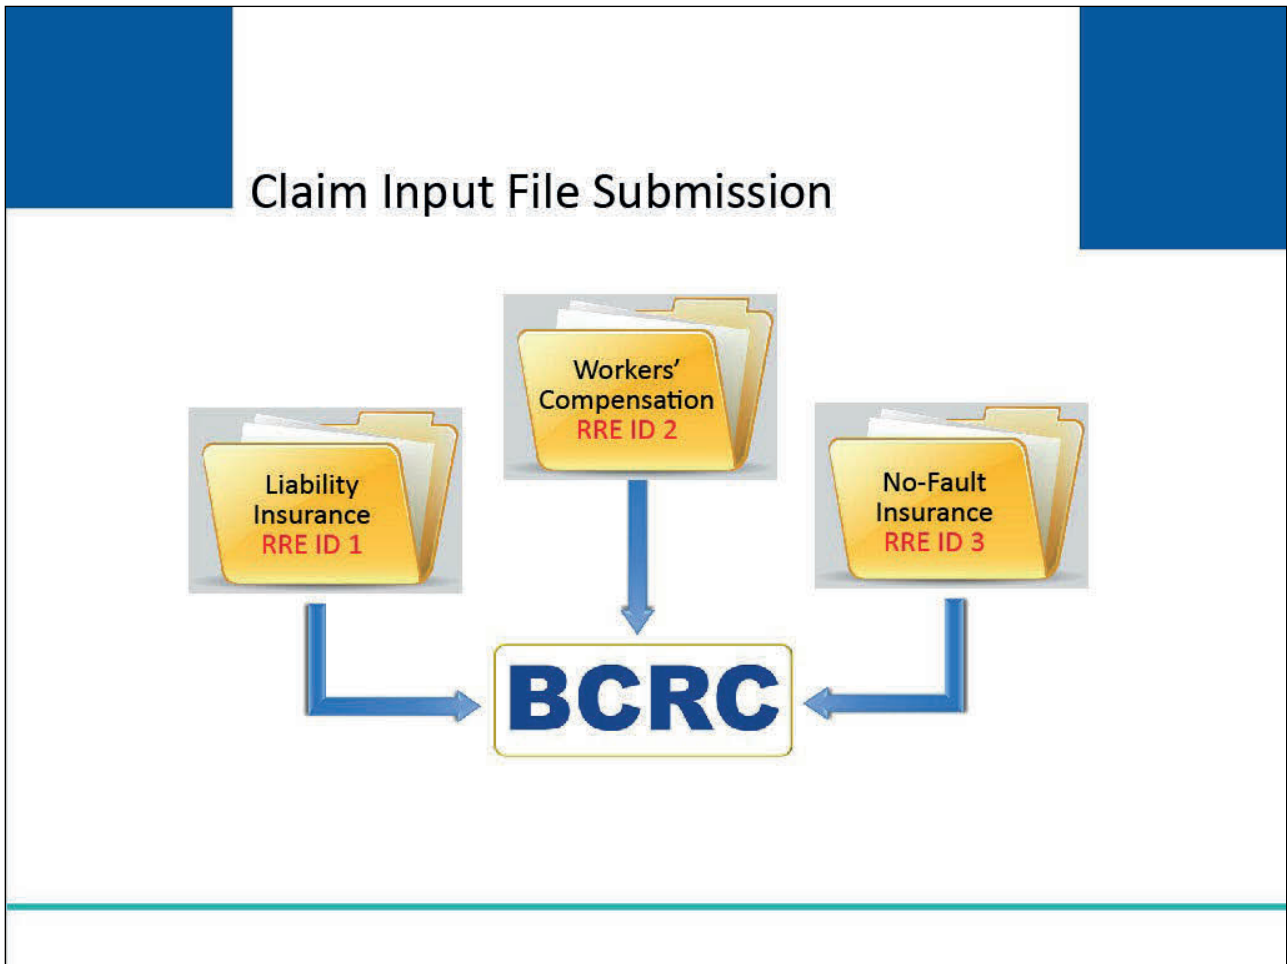 Claim Input File Submission
Liability
Insurance
RRE ID 1
Workers’
Compensation
RRE ID 2
No-Fault
Insurance
RRE ID 3
BCRC